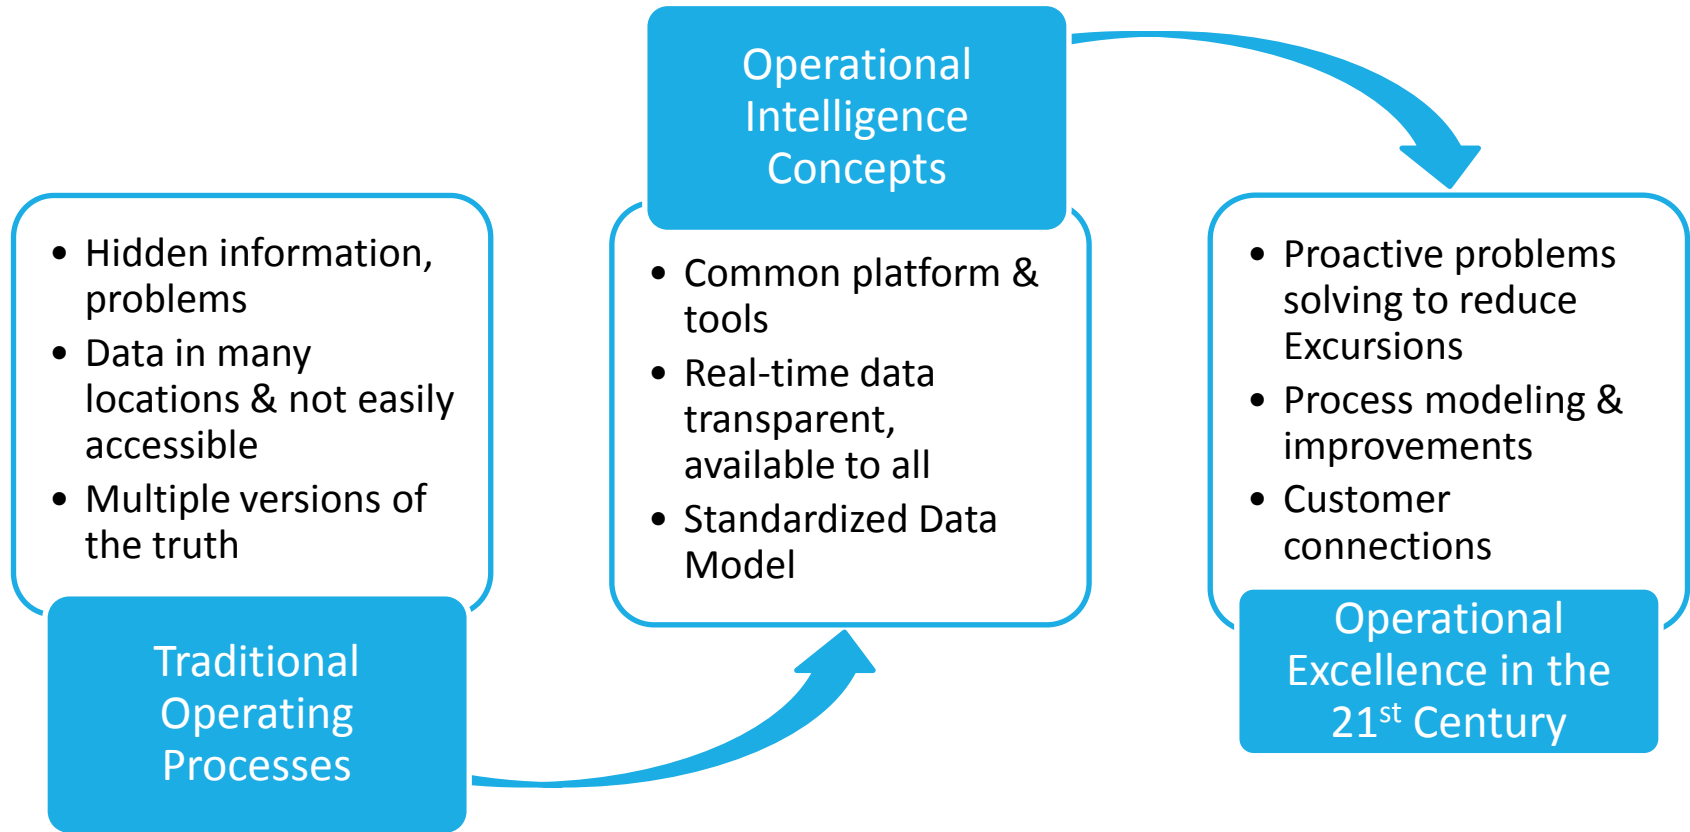 • Hidden information,
problems
• Data in many
locations & not easily
accessible
• Multiple versions of
the truth
Traditional
Operating
Processes
Operational
Intelligence
Concepts
• Common platform &
tools
• Real-time data
transparent,
available to all
• Standardized Data
Model
• Proactive problems
solving to reduce
Excursions
• Process modeling &
improvements
• Customer
connections
Operational
Excellence in the
21st Century